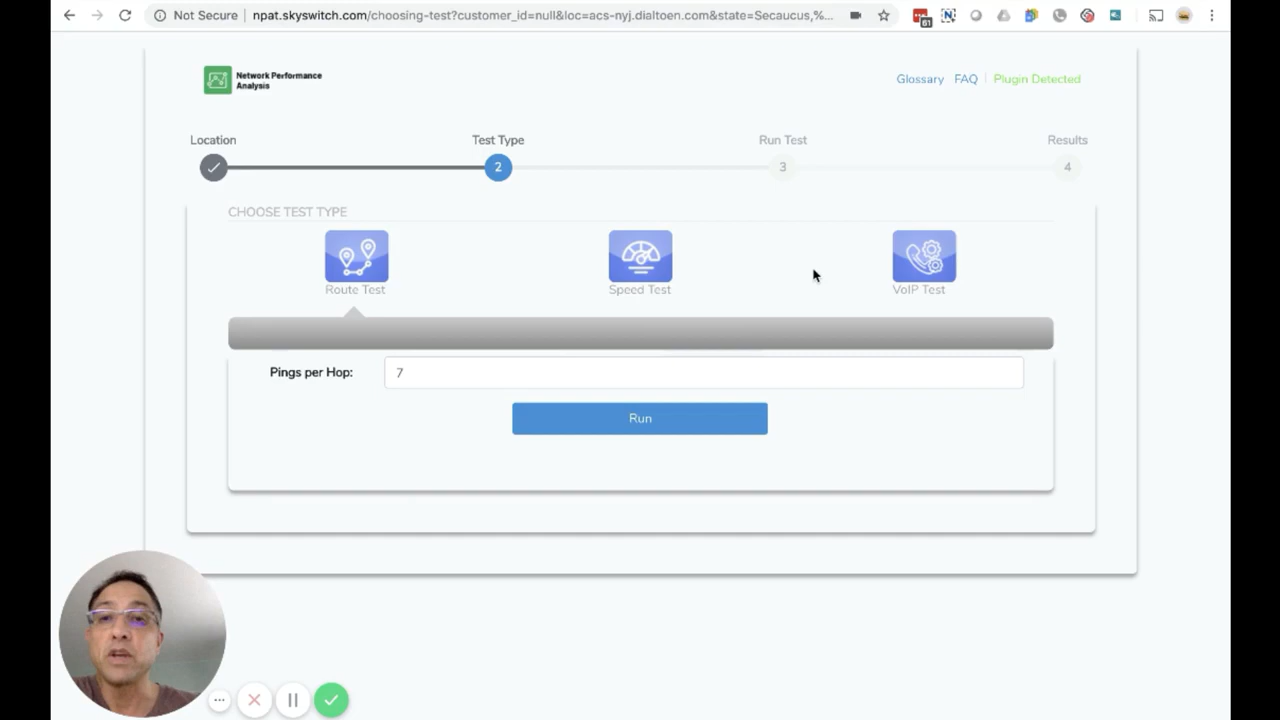 Not Secure
npat.skyswitch.com/choosing-test?customer_id=null&loc=acs-nyj.dialtoen.com&state=Secaucus,%...
61
Network Performance
Analysis
Glossary FAQ Plugin Detected
Location Test Type Run Test Results
2 3 4
CHOOSE TEST TYPE
Route Test Speed Test VoIP Test
Pings per Hop: 7
Run